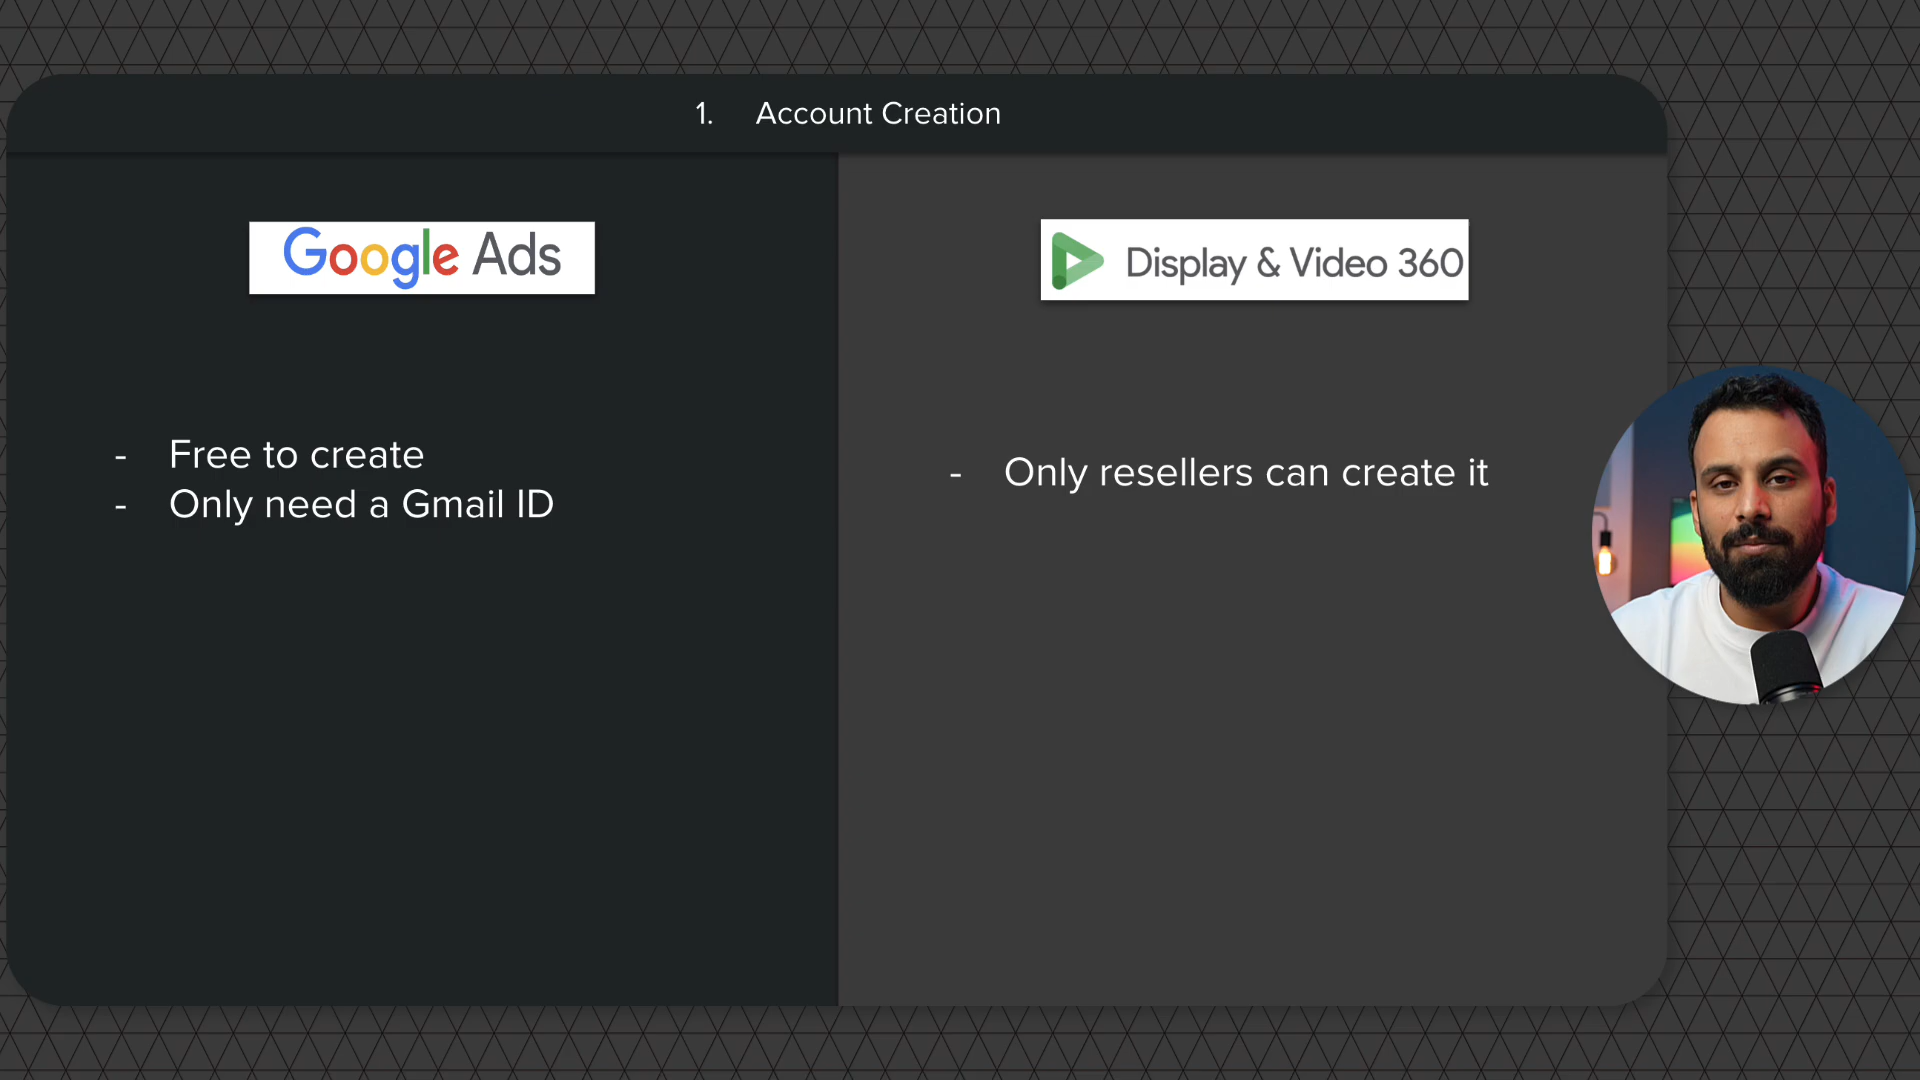 1. Account Creation
Google Ads
- Free to create
- Only need a Gmail ID
Display & Video 360
- Only resellers can create it